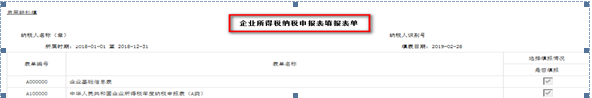 企业所得税纳税申报表填报表单
纳税人名称（章） 纳税人识别号
所属时期：2018-01-01 至 2018-12-31 填表日期：2019-02-28
表单编号 表单名称 选择填报情况
是否填报
A000000 企业基础信息表
A100000 中华人民共和国企业所得税年度纳税申报表（A类）